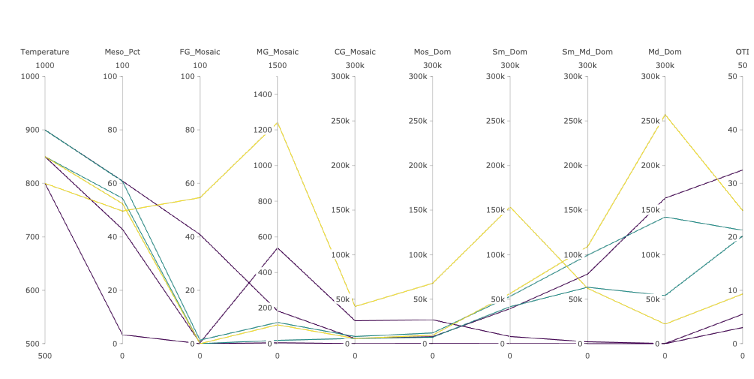 Temperature Meso_Pct FG_Mosaic MG_Mosaic CG_Mosaic Mos_Dom Sm_Dom Sm_Md_Dom Md_Dom OTI
1000 100 100 1500 300k 300k 300k 300k 300k 50
1000 100 100 300k 300k 300k 300k 300k 50
1400
250k 250k 250k 250k 250k
900 80 80 1200 40
200k 200k 200k 200k 200k
1000
800 60 60 30
800 150k 150k 150k 150k 150k
700 40 40 600 20
100k 100k 100k 100k 100k
400
600 20 20 50k 50k 50k 50k 50k 10
200
500 0 0 0 0 0 0 0 0 0
500 0 0 0 0 0 0 0 0 0